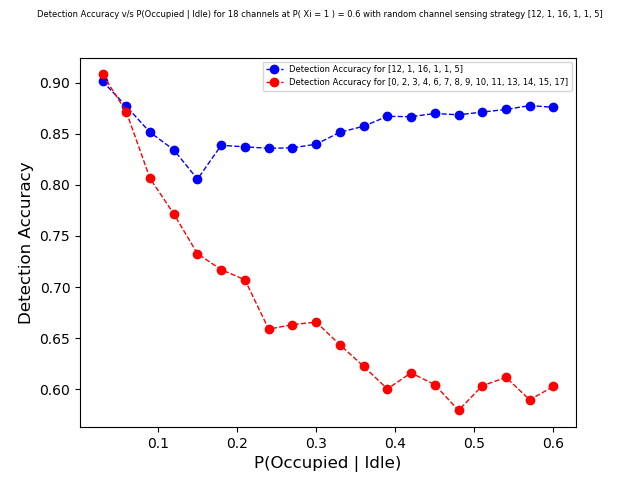 Detection Accuracy v/s P(Occupied | Idle) for 18 channels at P( Xi = 1 ) = 0.6 with random channel sensing strategy [12, 1, 16, 1, 1, 5]
Detection Accuracy for [12, 1, 16, 1, 1, 5]
Detection Accuracy for [0, 2, 3, 4, 6, 7, 8, 9, 10, 11, 13, 14, 15, 17]
Detection Accuracy
0.90
0.85
0.80
0.75
0.70
0.65
0.60
0.1 0.2 0.3 0.4 0.5 0.6
P(Occupied | Idle)